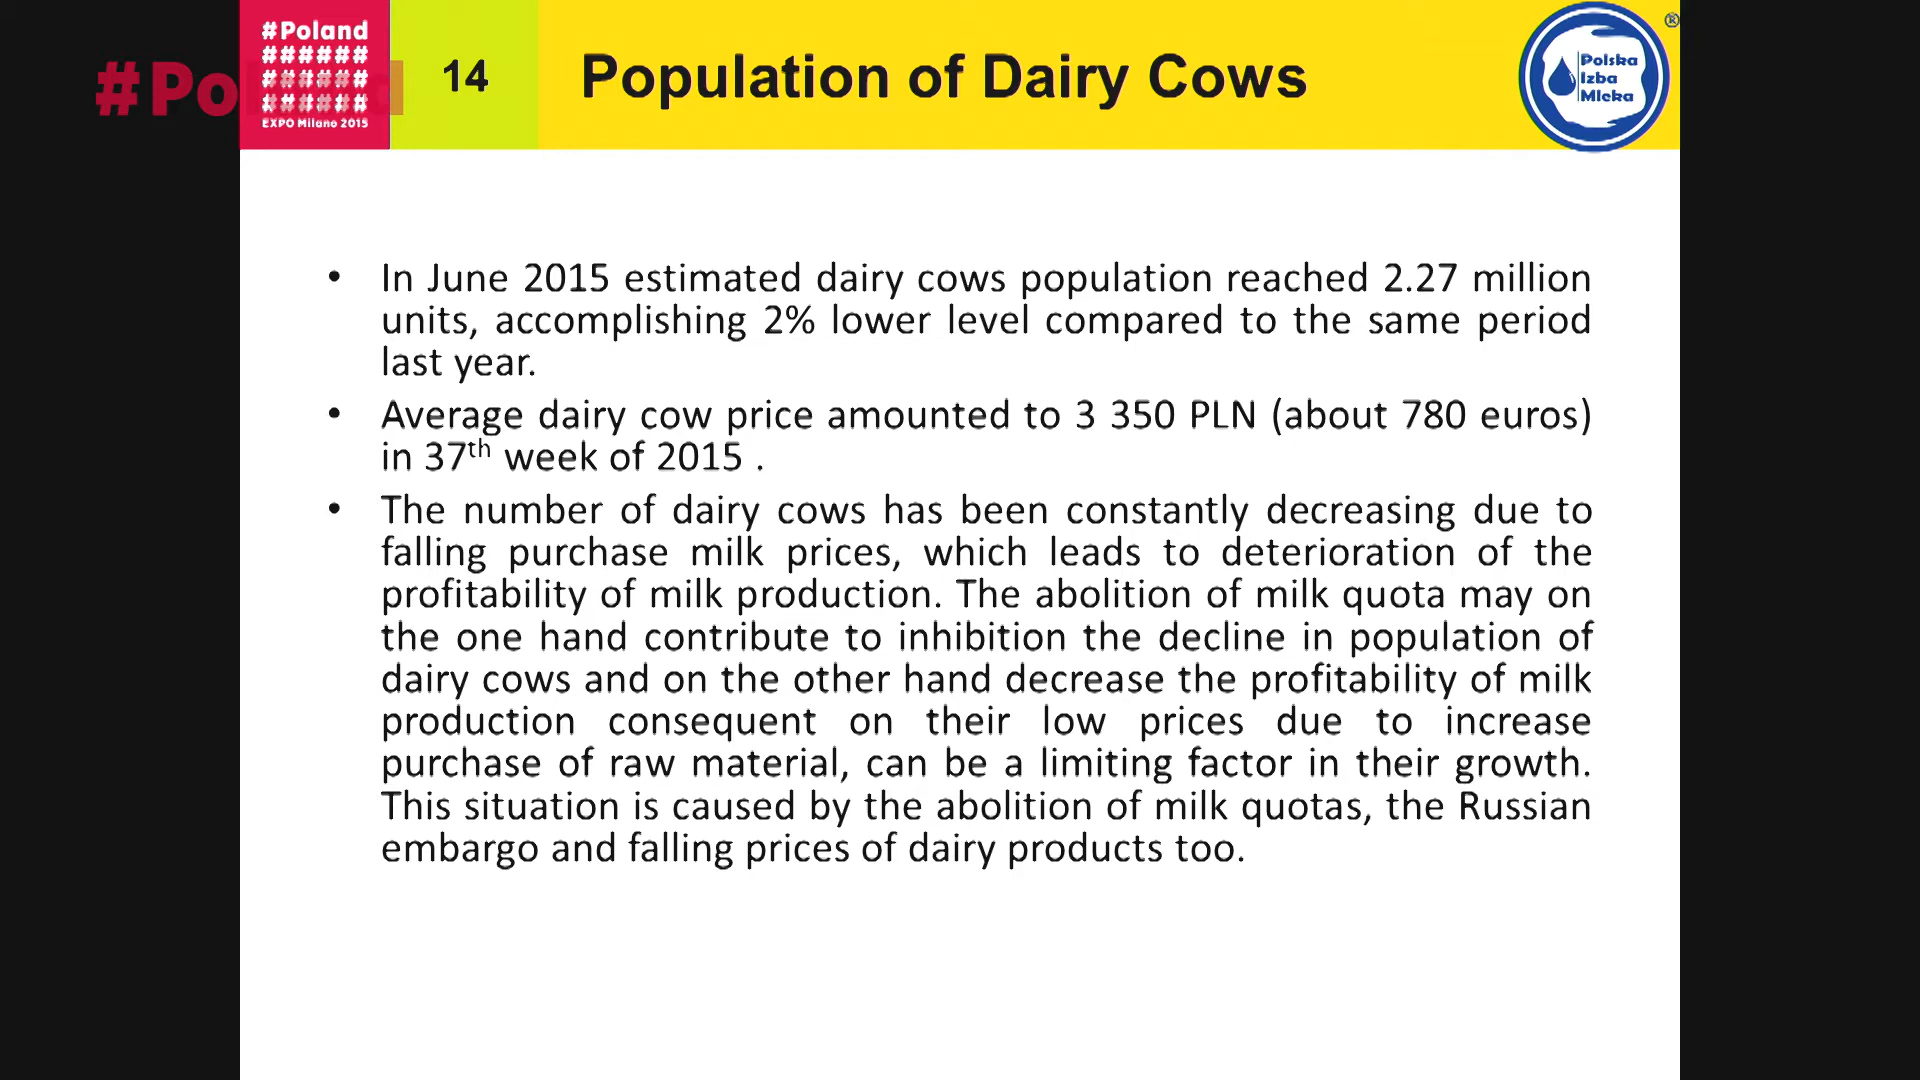 #Poland
######
######
######
EXPO Milano 2015
#Po
14
Population of Dairy Cows
®
Polska
Izba
Mleka
• In June 2015 estimated dairy cows population reached 2.27 million
units, accomplishing 2% lower level compared to the same period
last year.
• Average dairy cow price amounted to 3 350 PLN (about 780 euros)
in 37th week of 2015 .
• The number of dairy cows has been constantly decreasing due to
falling purchase milk prices, which leads to deterioration of the
profitability of milk production. The abolition of milk quota may on
the one hand contribute to inhibition the decline in population of
dairy cows and on the other hand decrease the profitability of milk
production consequent on their low prices due to increase
purchase of raw material, can be a limiting factor in their growth.
This situation is caused by the abolition of milk quotas, the Russian
embargo and falling prices of dairy products too.